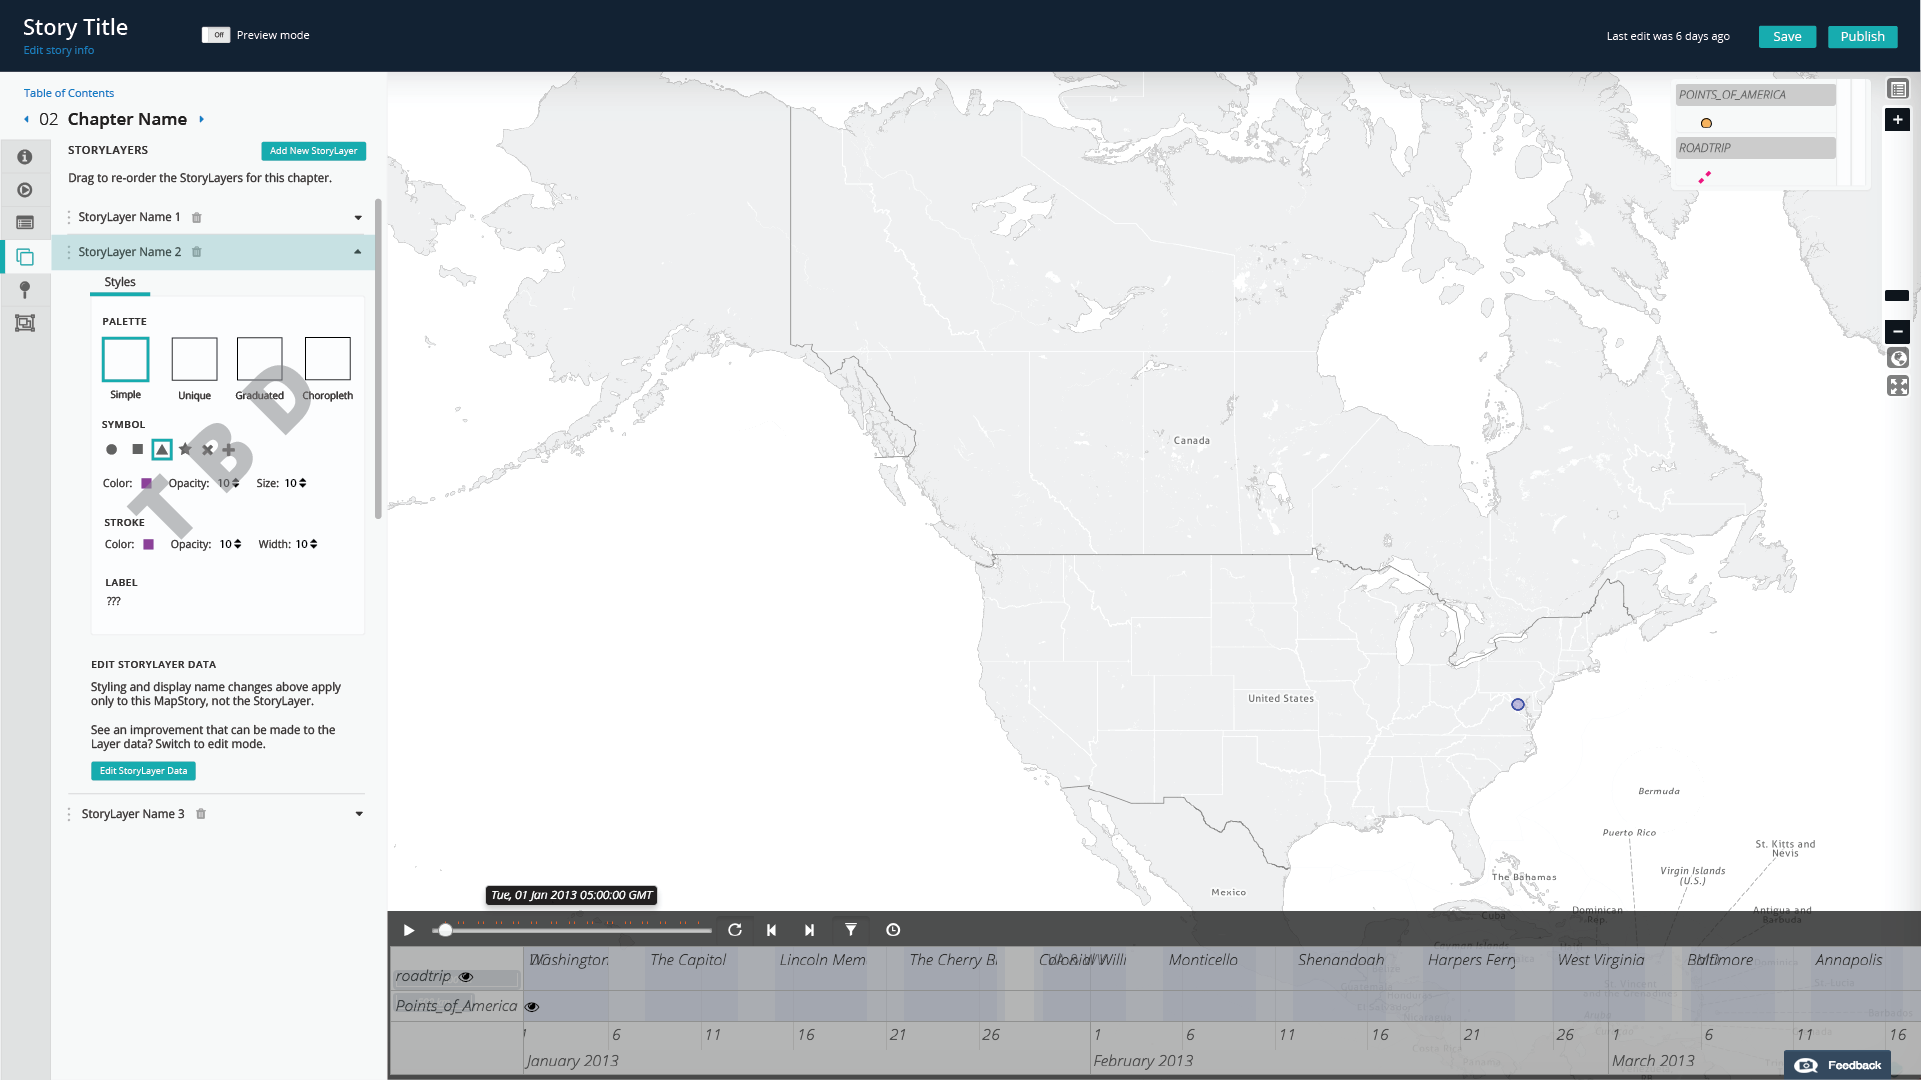 Story Title
Edit story info
Off Preview mode
Last edit was 6 days ago
Save
Publish
Table of Contents
02 Chapter Name
STORYLAYERS
Add New StoryLayer
Drag to re-order the StoryLayers for this chapter.
StoryLayer Name 1
StoryLayer Name 2
Styles
PALETTE
Simple Unique Graduated Choropleth
SYMBOL
Color: Opacity: 10 Size: 10
TBD
STROKE
Color: Opacity: 10 Width: 10
LABEL
???
EDIT STORYLAYER DATA
Styling and display name changes above apply
only to this MapStory, not the StoryLayer.
See an improvement that can be made to the
Layer data? Switch to edit mode.
Edit StoryLayer Data
StoryLayer Name 3
POINTS_OF_AMERICA
ROADTRIP
+
−
Canada
United States
Mexico
Bermuda
Puerto Rico
St. Kitts and
Nevis
Virgin Islands
(U.S.)
The Bahamas
Cuba
Dominican
Rep.
Antigua and
Barbuda
Cayman Islands
Tue, 01 Jan 2013 05:00:00 GMT
roadtrip
Washington
The Capitol
Lincoln Mem
The Cherry Bl
Colonial Willi
Monticello
Shenandoah
Harpers Ferry
West Virginia
Baltimore
Annapolis
Points_of_America
1 6 11 16 21 26 1 6 11 16 21 26 1 6 11 16
January 2013 February 2013 March 2013
Feedback